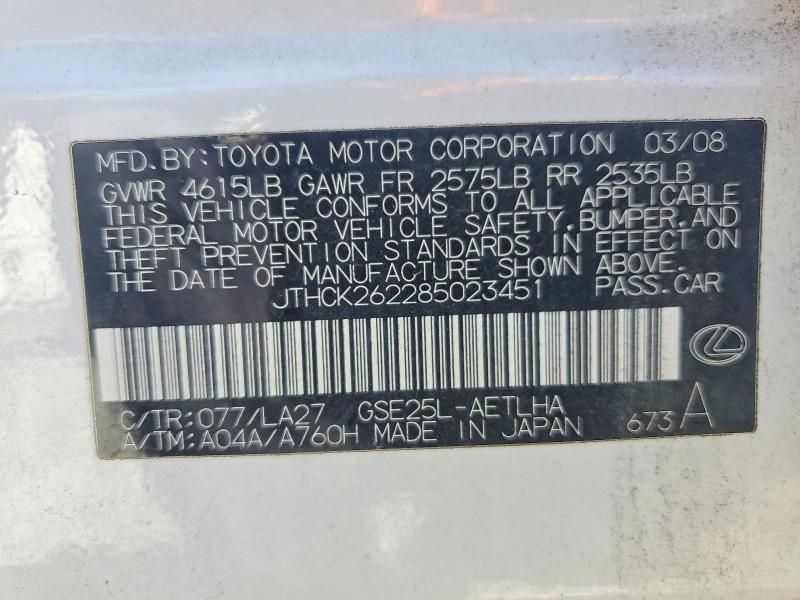 MFD.BY:TOYOTA MOTOR CORPORATION 03/08
GVWR 4615LB GAWR FR 2575LB RR 2535LB
THIS VEHICLE CONFORMS TO ALL APPLICABLE
FEDERAL MOTOR VEHICLE SAFETY,BUMPER,AND
THEFT PREVENTION STANDARDS IN EFFECT ON
THE DATE OF MANUFACTURE SHOWN ABOVE.
JTHCK262285023451 PASS.CAR
C/TR:077/LA27 GSE25L-AETLHA
A/TM:A04A/A760H MADE IN JAPAN 673A